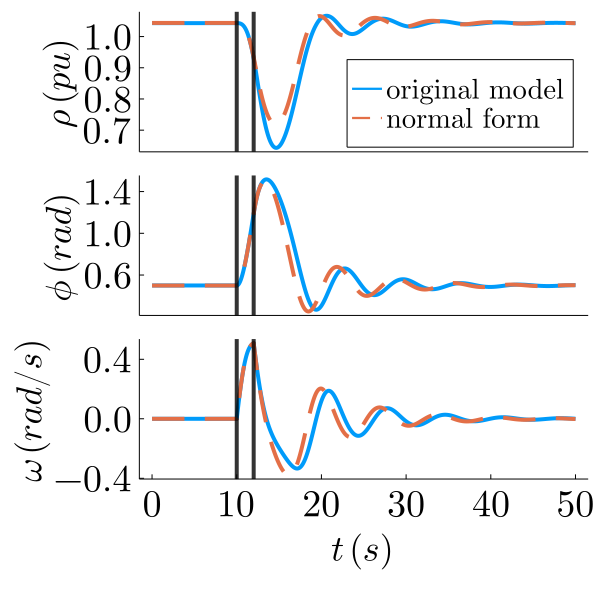 ρ (pu)
1.0
0.9
0.8
0.7
original model
normal form
ϕ (rad)
1.4
1.0
0.6
ω (rad/s)
0.4
0.0
−0.4
0 10 20 30 40 50
t (s)